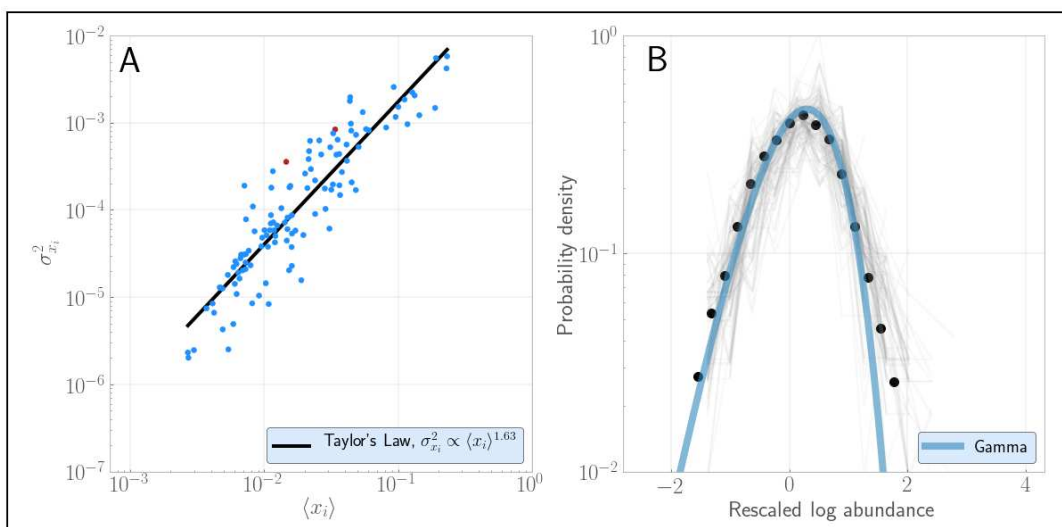 A
10^{-2}
10^{-3}
10^{-4}
10^{-5}
10^{-6}
10^{-7}
σ^2_{x_i}
10^{-3} 10^{-2} 10^{-1} 10^0
⟨x_i⟩
Taylor's Law, σ^2_{x_i} ∝ ⟨x_i⟩^{1.63}
B
10^0
10^{-1}
10^{-2}
Probability density
−2 0 2 4
Rescaled log abundance
Gamma